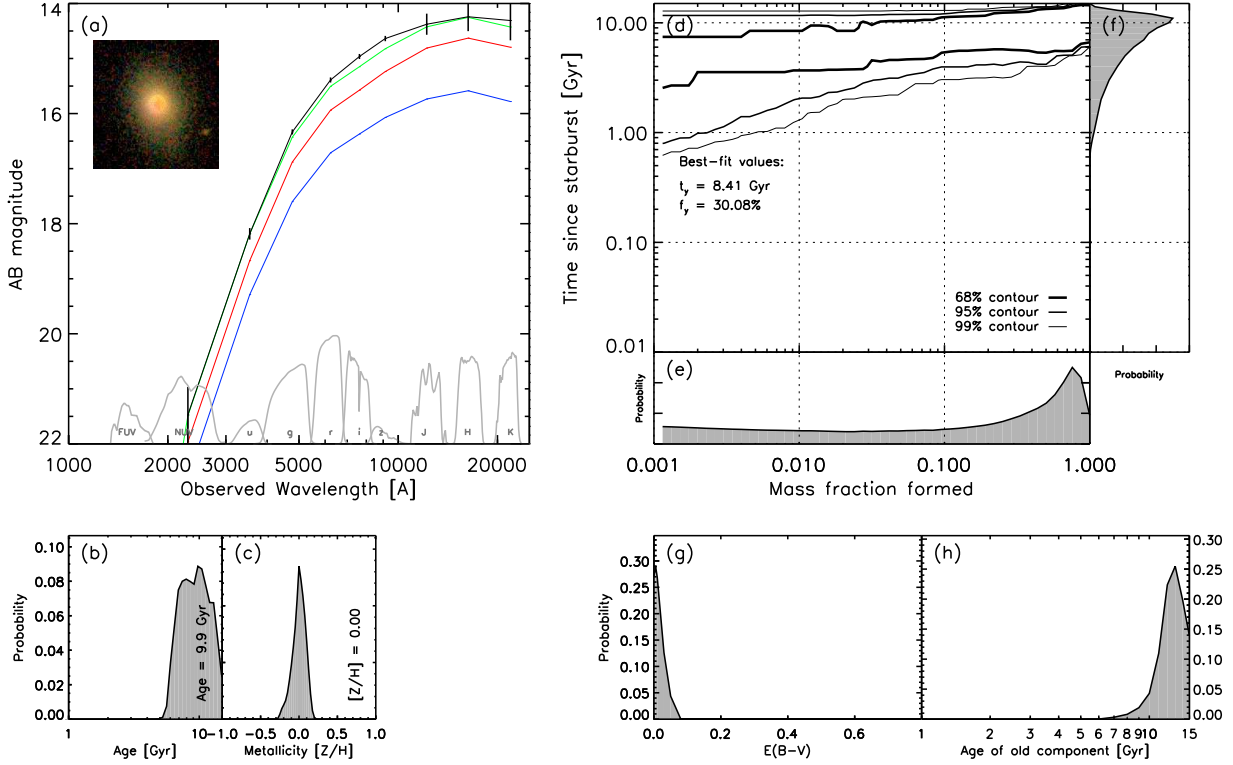 (a)
AB magnitude
14
16
18
20
22
FUV
NUV
u
g
r
i
z
J
H
K
1000
2000
3000
5000
10000
20000
Observed Wavelength [A]
(d)
Time since starburst [Gyr]
10.00
1.00
0.10
0.01
Best-fit values:
t_y = 8.41 Gyr
f_y = 30.08%
68% contour
95% contour
99% contour
(f)
Probability
(e)
Probability
0.001
0.010
0.100
1.000
Mass fraction formed
(b)
Probability
0.10
0.08
0.06
0.04
0.02
0.00
Age = 9.9 Gyr
1
10
Age [Gyr]
(c)
[Z/H] = 0.00
-1.0
-0.5
0.0
0.5
1.0
Metallicity [Z/H]
(g)
Probability
0.30
0.25
0.20
0.15
0.10
0.05
0.00
0.0
0.2
0.4
0.6
E(B-V)
(h)
0.30
0.25
0.20
0.15
0.10
0.05
0.00
1
2
3
4
5
6
7
8
9
10
15
Age of old component [Gyr]